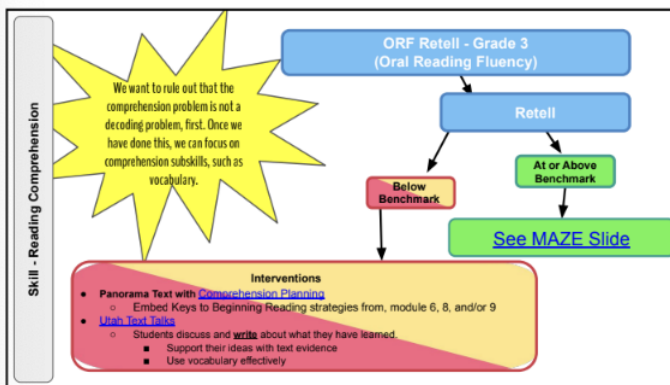 Skill - Reading Comprehension
We want to rule out that the
comprehension problem is not a
decoding problem, first. Once we
have done this, we can focus on
comprehension subskills, such as
vocabulary.
ORF Retell - Grade 3
(Oral Reading Fluency)
Retell
Below
Benchmark
At or Above
Benchmark
See MAZE Slide
Interventions
● Panorama Text with Comprehension Planning
○ Embed Keys to Beginning Reading strategies from, module 6, 8, and/or 9
● Utah Text Talks
○ Students discuss and write about what they have learned.
■ Support their ideas with text evidence
■ Use vocabulary effectively